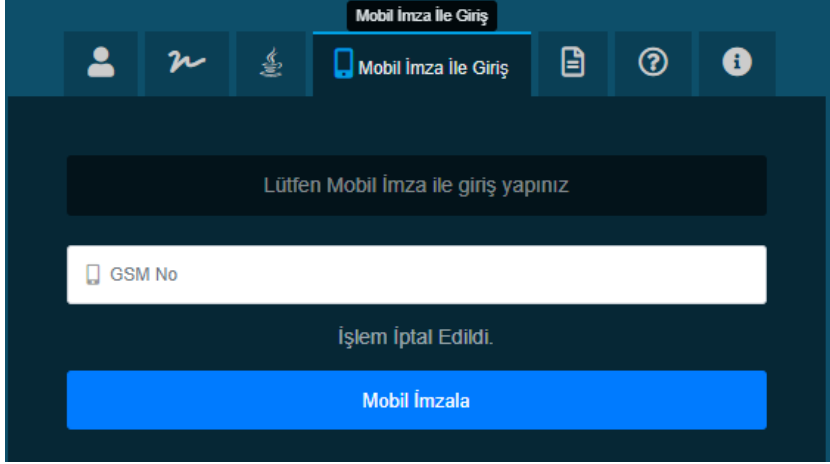 Mobil İmza İle Giriş
Mobil İmza İle Giriş
Lütfen Mobil İmza ile giriş yapınız
GSM No
İşlem İptal Edildi.
Mobil İmzala